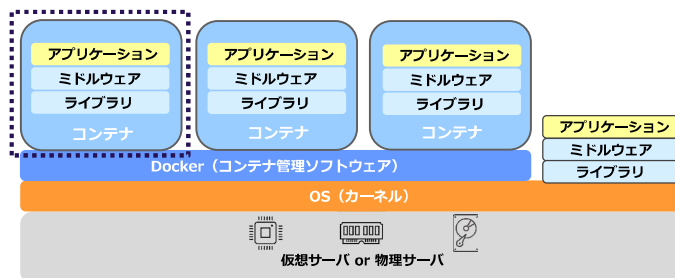 アプリケーション
ミドルウェア
ライブラリ
コンテナ
アプリケーション
ミドルウェア
ライブラリ
コンテナ
アプリケーション
ミドルウェア
ライブラリ
コンテナ
アプリケーション
ミドルウェア
ライブラリ
Docker（コンテナ管理ソフトウェア）
OS（カーネル）
仮想サーバ or 物理サーバ